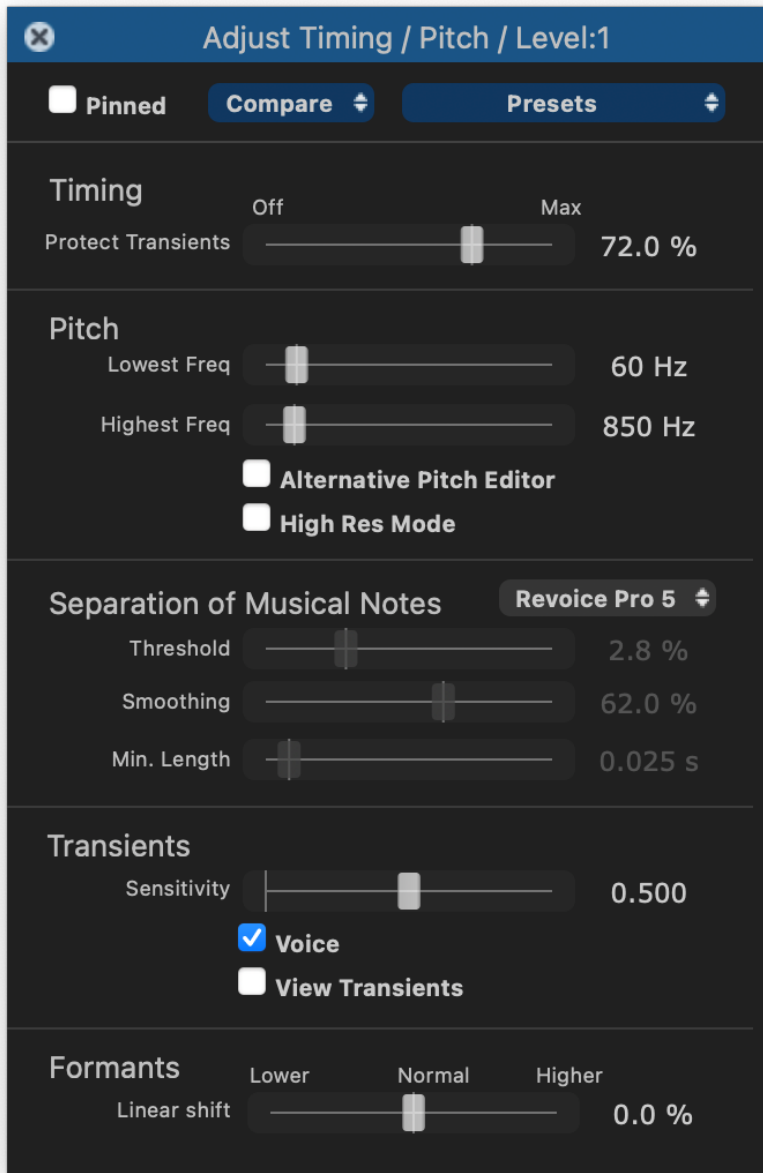 Adjust Timing / Pitch / Level:1
Pinned
Compare
Presets
Timing
Off
Max
Protect Transients
72.0 %
Pitch
Lowest Freq
60 Hz
Highest Freq
850 Hz
Alternative Pitch Editor
High Res Mode
Separation of Musical Notes
Revoice Pro 5
Threshold
2.8 %
Smoothing
62.0 %
Min. Length
0.025 s
Transients
Sensitivity
0.500
Voice
View Transients
Formants
Lower
Normal
Higher
Linear shift
0.0 %